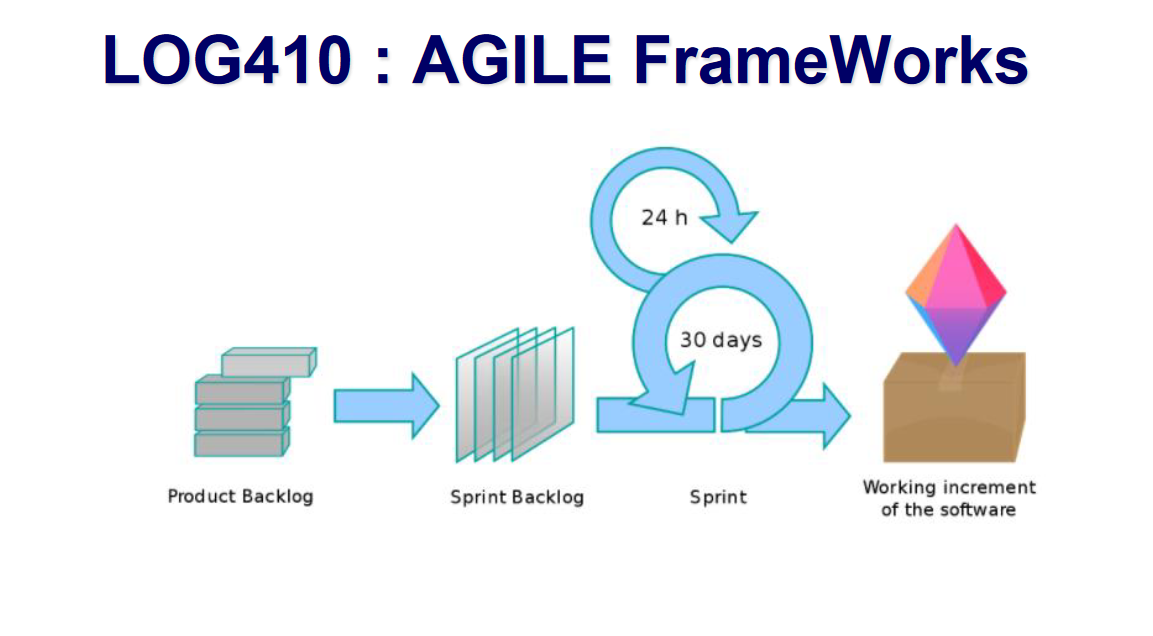 LOG410 : AGILE FrameWorks
24 h
30 days
Product Backlog
Sprint Backlog
Sprint
Working increment
of the software